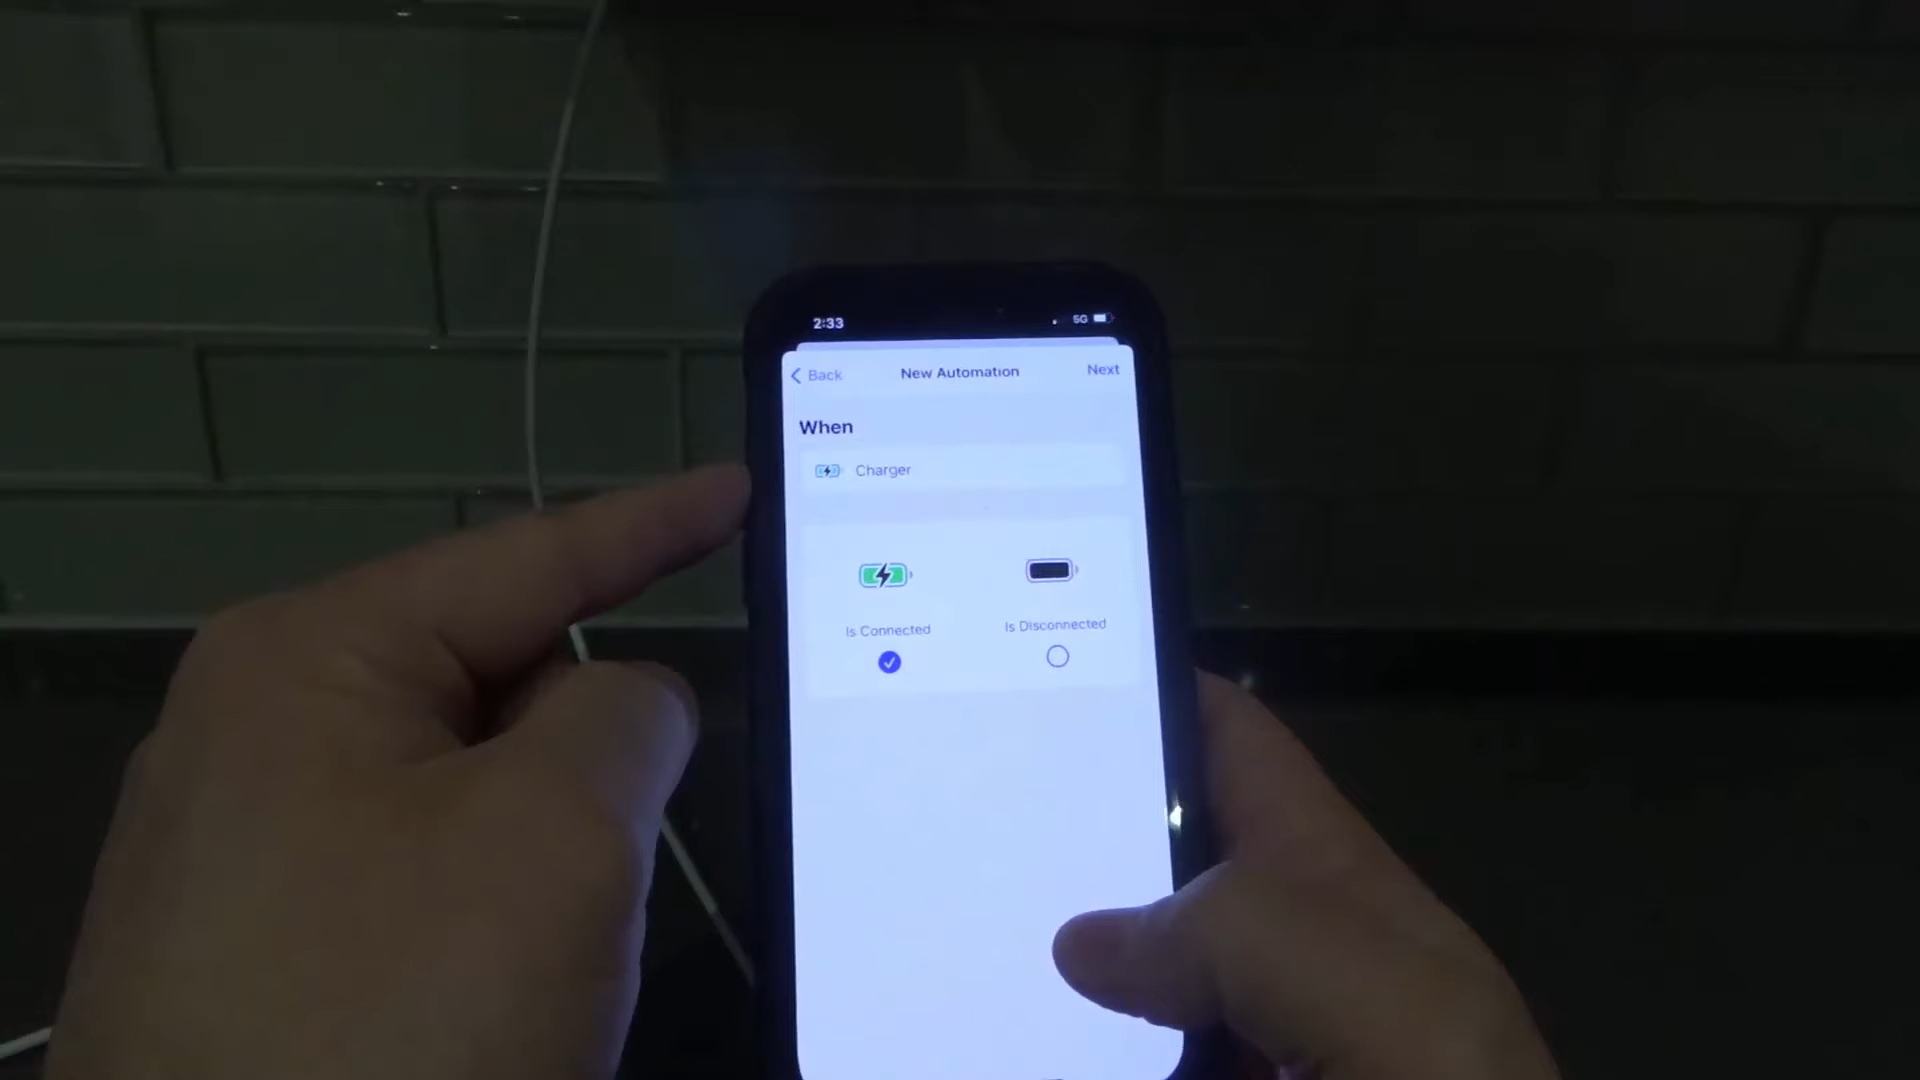 2:33 5G
Back New Automation Next
When
Charger
Is Connected Is Disconnected